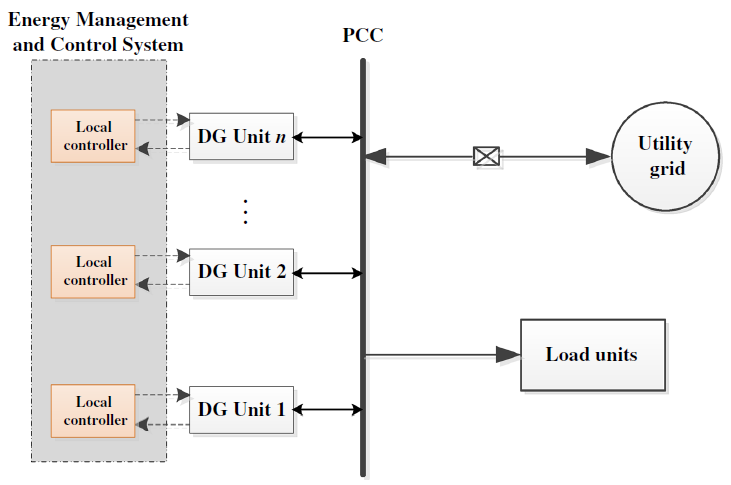 Energy Management
and Control System
PCC
Local
controller
DG Unit n
Utility
grid
Local
controller
DG Unit 2
Load units
Local
controller
DG Unit 1